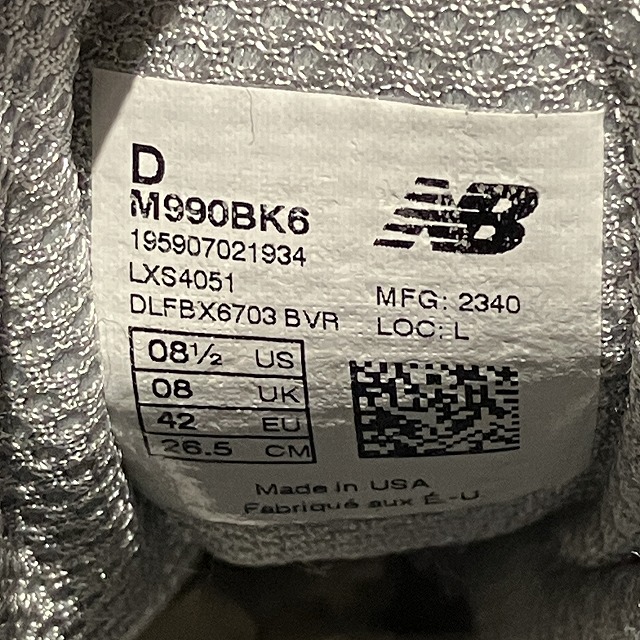 D
M990BK6
195907021934
LXS4051
DLFBX6703 BVR
NB
MFG: 2340
LOC: L
08½ US
08 UK
42 EU
26.5 CM
Made in USA
Fabriqué aux É-U